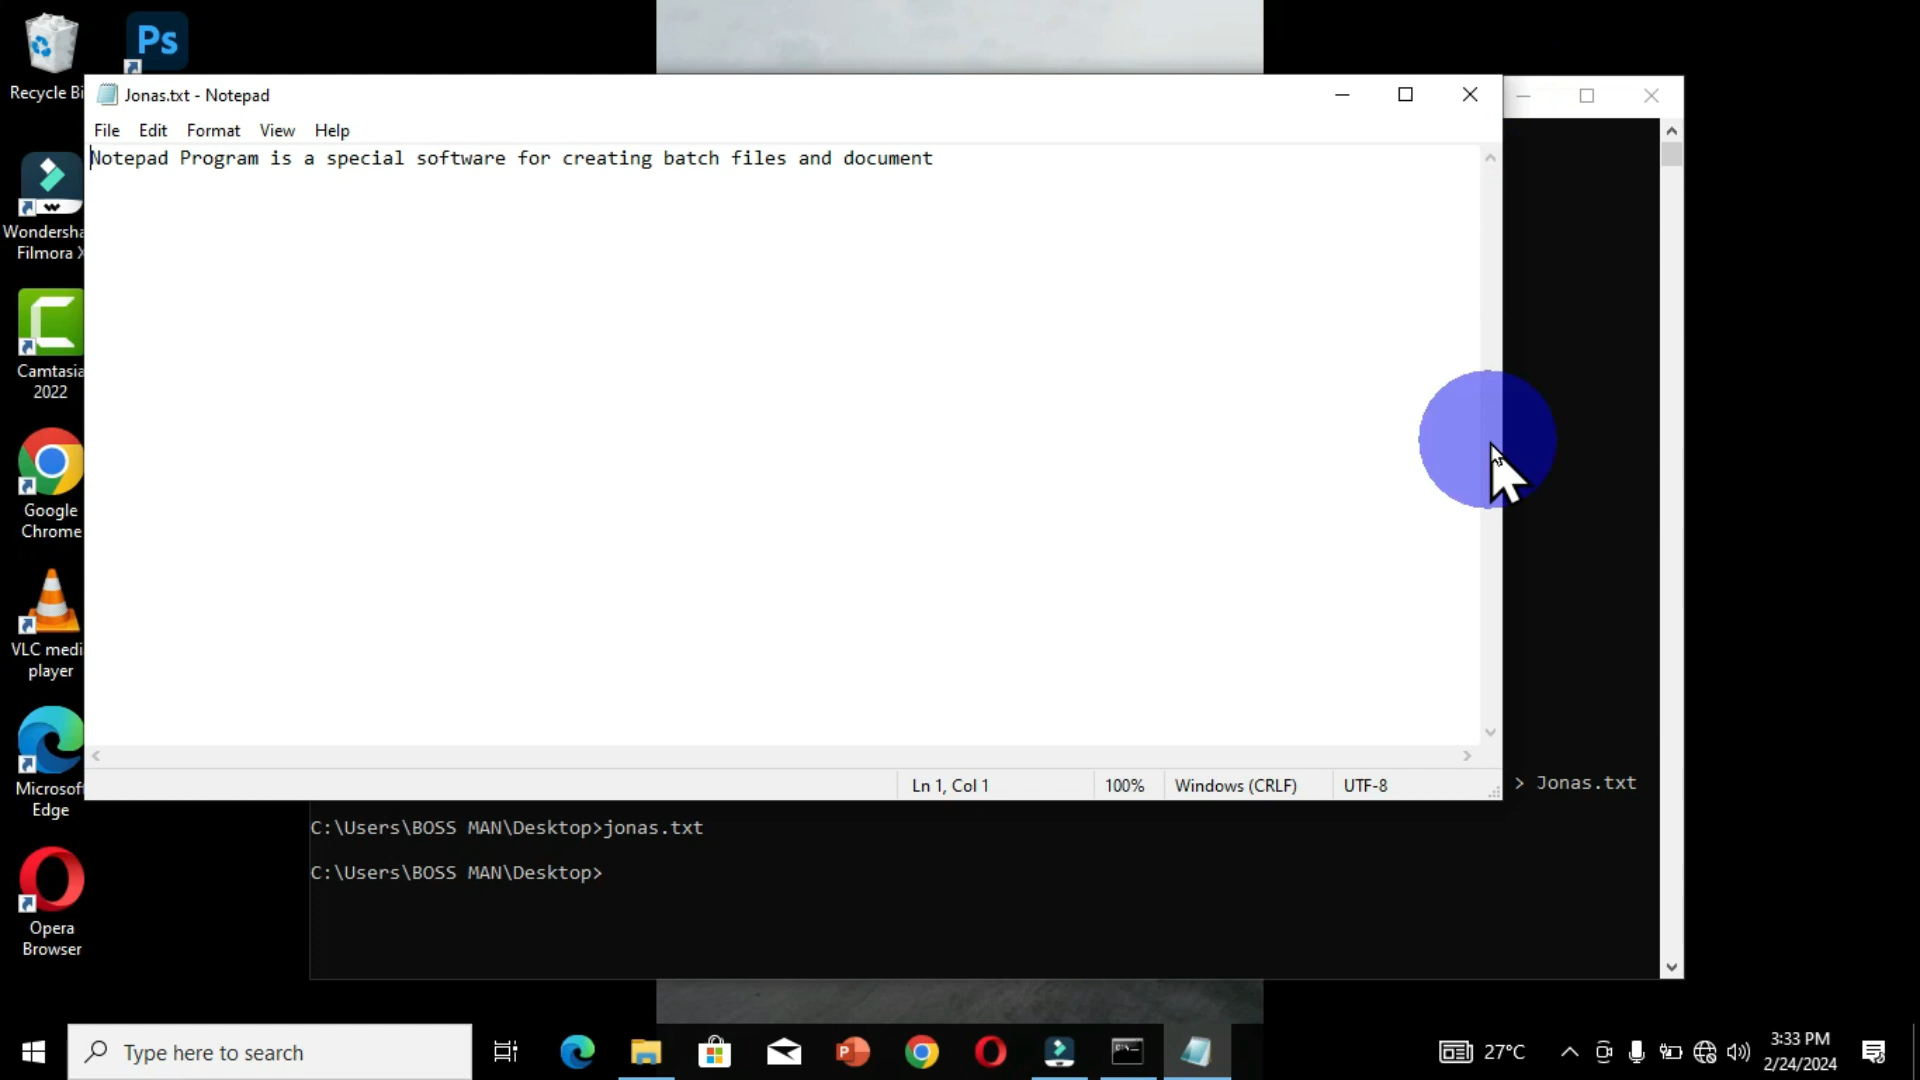 Ps
Recycle Bi
Jonas.txt - Notepad
File Edit Format View Help
Notepad Program is a special software for creating batch files and document
Wondersha
Filmora X
Camtasia
2022
Google
Chrome
VLC medi
player
Microsof
Edge
Opera
Browser
Ln 1, Col 1 100% Windows (CRLF) UTF-8
> Jonas.txt
C:\Users\BOSS MAN\Desktop>jonas.txt
C:\Users\BOSS MAN\Desktop>
Type here to search
27°C
3:33 PM
2/24/2024